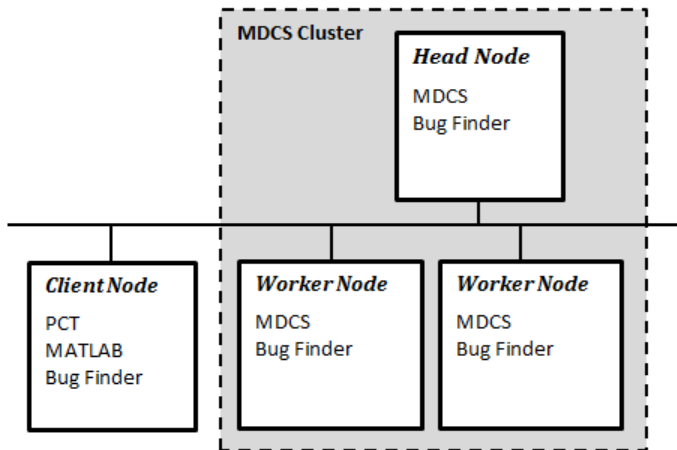 MDCS Cluster
Head Node
MDCS
Bug Finder
Client Node
PCT
MATLAB
Bug Finder
Worker Node
MDCS
Bug Finder
Worker Node
MDCS
Bug Finder